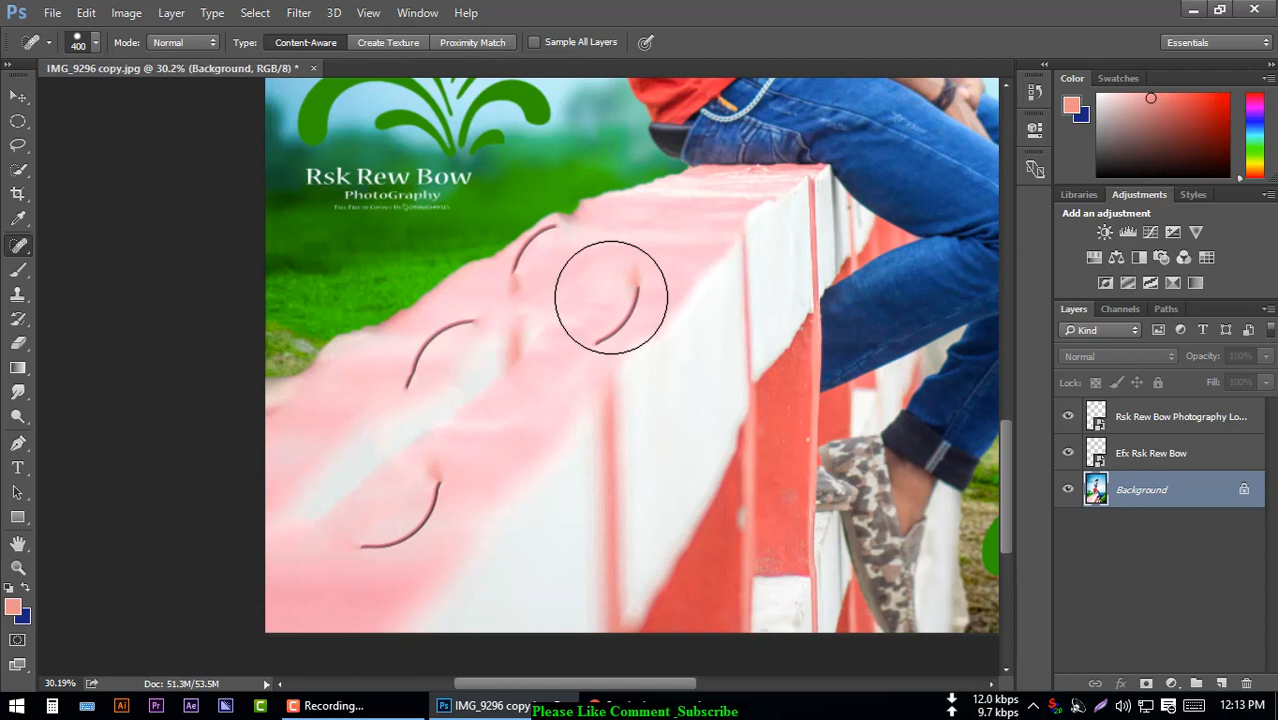 Ps File Edit Image Layer Type Select Filter 3D View Window Help
400 Mode: Normal Type: Content-Aware Create Texture Proximity Match Sample All Layers Essentials
IMG_9296 copy.jpg @ 30.2% (Background, RGB/8) *
Color Swatches
Rsk Rew Bow
PhotoGraphy
Libraries Adjustments Styles
Add an adjustment
Layers Channels Paths
Kind
Normal Opacity: 100%
Lock: Fill: 100%
Rsk Rew Bow Photography Lo...
Efx Rsk Rew Bow
Background
30.19% Doc: 51.3M/53.5M
Recording... IMG_9296 copy 12.0 kbps
9.7 kbps
12:13 PM
Please Like Comment _Subscribe